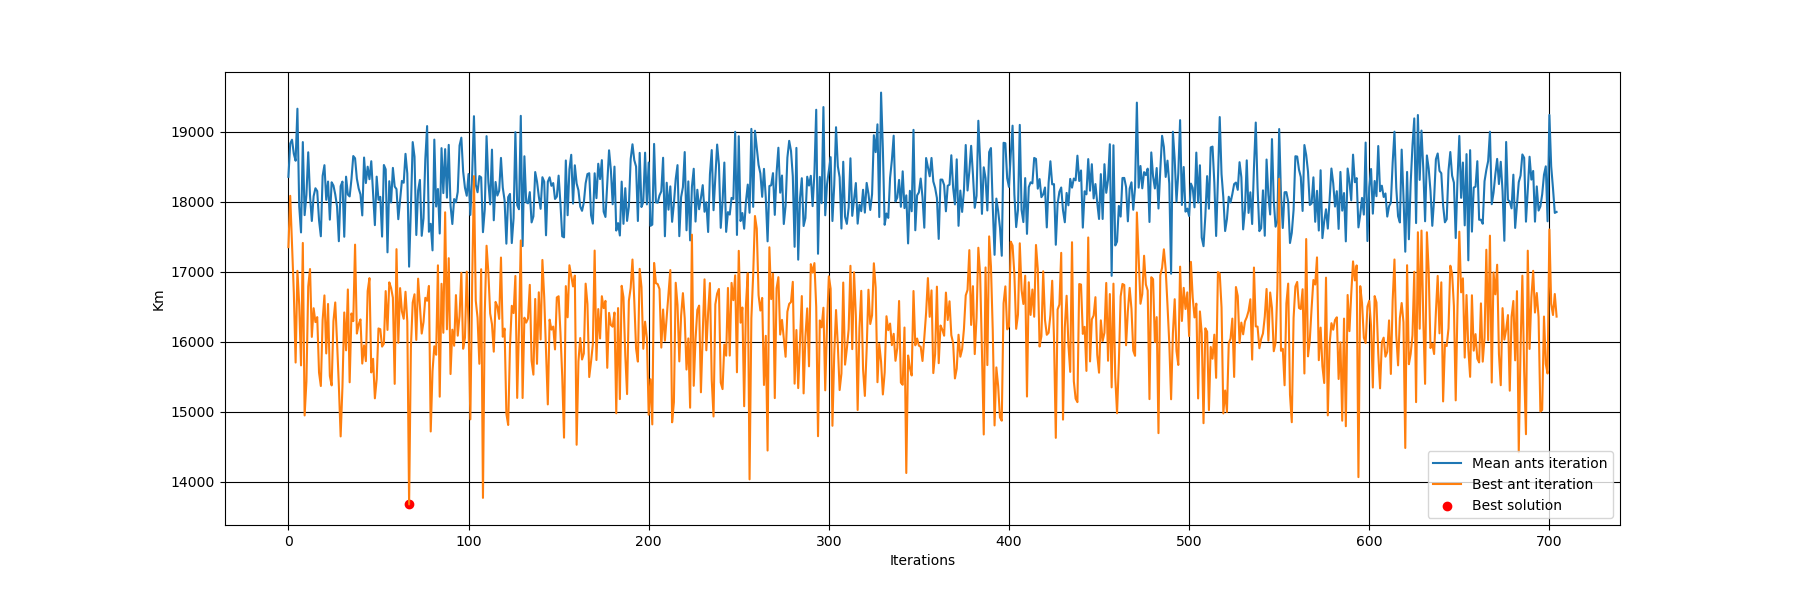 19000
18000
17000
16000
15000
14000
Km
0 100 200 300 400 500 600 700
Iterations
Mean ants iteration
Best ant iteration
Best solution